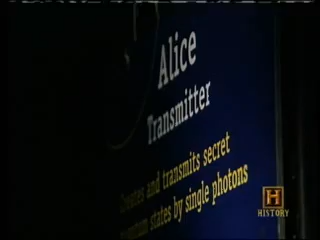 Alice
Transmitter
and transmits secret
states by single photons
H
HISTORY